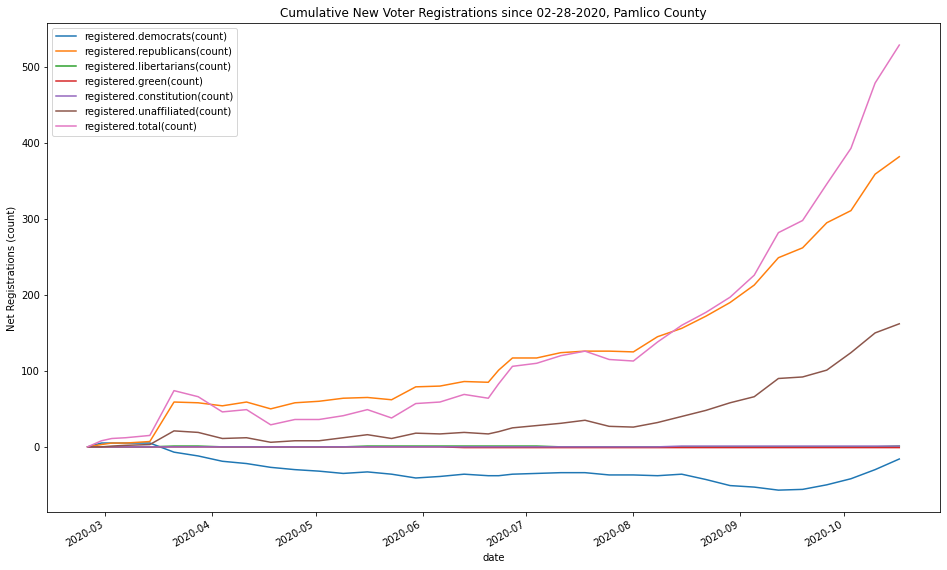 Cumulative New Voter Registrations since 02-28-2020, Pamlico County
registered.democrats(count)
registered.republicans(count)
registered.libertarians(count)
registered.green(count)
registered.constitution(count)
registered.unaffiliated(count)
registered.total(count)
Net Registrations (count)
500
400
300
200
100
0
2020-03
2020-04
2020-05
2020-06
2020-07
2020-08
2020-09
2020-10
date